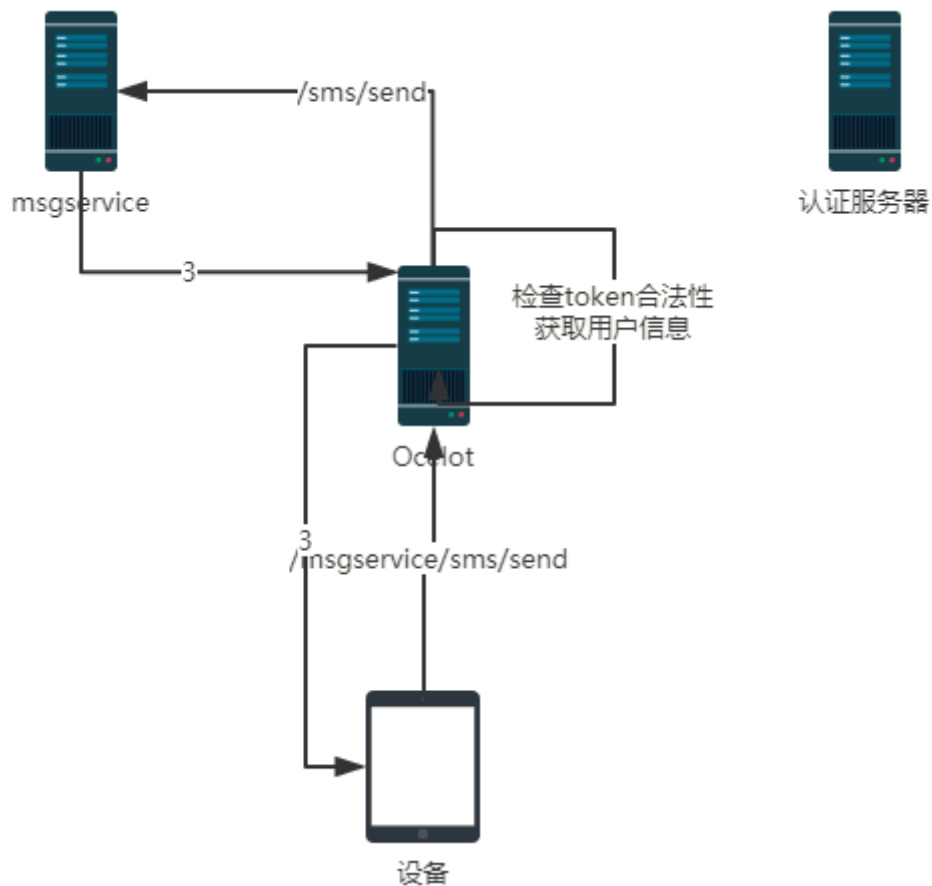 /sms/send
msgservice
认证服务器
3
检查token合法性
获取用户信息
Ocelot
3
/msgservice/sms/send
设备